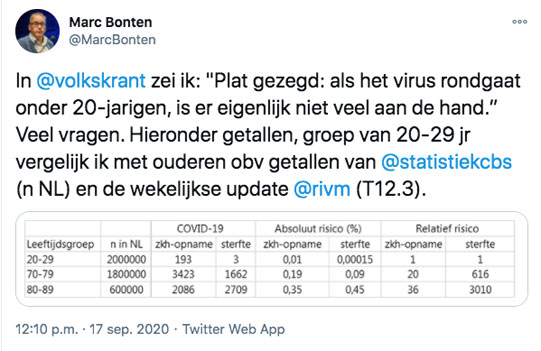 Marc Bonten
@MarcBonten
In @volkskrant zei ik: "Plat gezegd: als het virus rondgaat
onder 20-jarigen, is er eigenlijk niet veel aan de hand.”
Veel vragen. Hieronder getallen, groep van 20-29 jr
vergelijk ik met ouderen obv getallen van @statistiekcbs
(n NL) en de wekelijkse update @rivm (T12.3).
COVID-19 Absoluut risico (%) Relatief risico
Leeftijdsgroep n in NL zkh-opname sterfte zkh-opname sterfte zkh-opname sterfte
20-29 2000000 193 3 0,01 0,00015 1 1
70-79 1800000 3423 1662 0,19 0,09 20 616
80-89 600000 2086 2709 0,35 0,45 36 3010
12:10 p.m. · 17 sep. 2020 · Twitter Web App